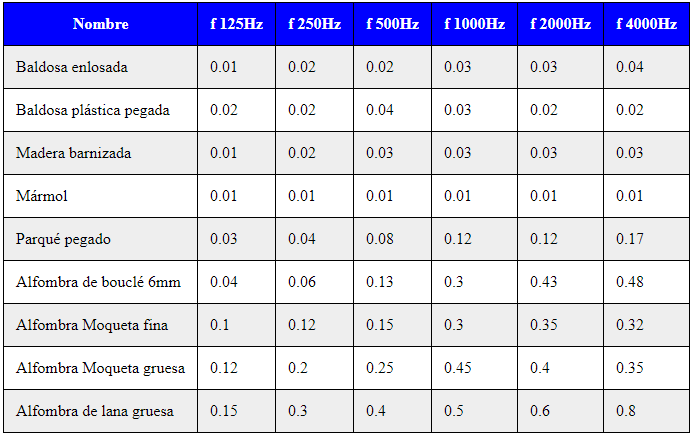 Nombre f 125Hz f 250Hz f 500Hz f 1000Hz f 2000Hz f 4000Hz
Baldosa enlosada 0.01 0.02 0.02 0.03 0.03 0.04
Baldosa plástica pegada 0.02 0.02 0.04 0.03 0.02 0.02
Madera barnizada 0.01 0.02 0.03 0.03 0.03 0.03
Mármol 0.01 0.01 0.01 0.01 0.01 0.01
Parqué pegado 0.03 0.04 0.08 0.12 0.12 0.17
Alfombra de bouclé 6mm 0.04 0.06 0.13 0.3 0.43 0.48
Alfombra Moqueta fina 0.1 0.12 0.15 0.3 0.35 0.32
Alfombra Moqueta gruesa 0.12 0.2 0.25 0.45 0.4 0.35
Alfombra de lana gruesa 0.15 0.3 0.4 0.5 0.6 0.8